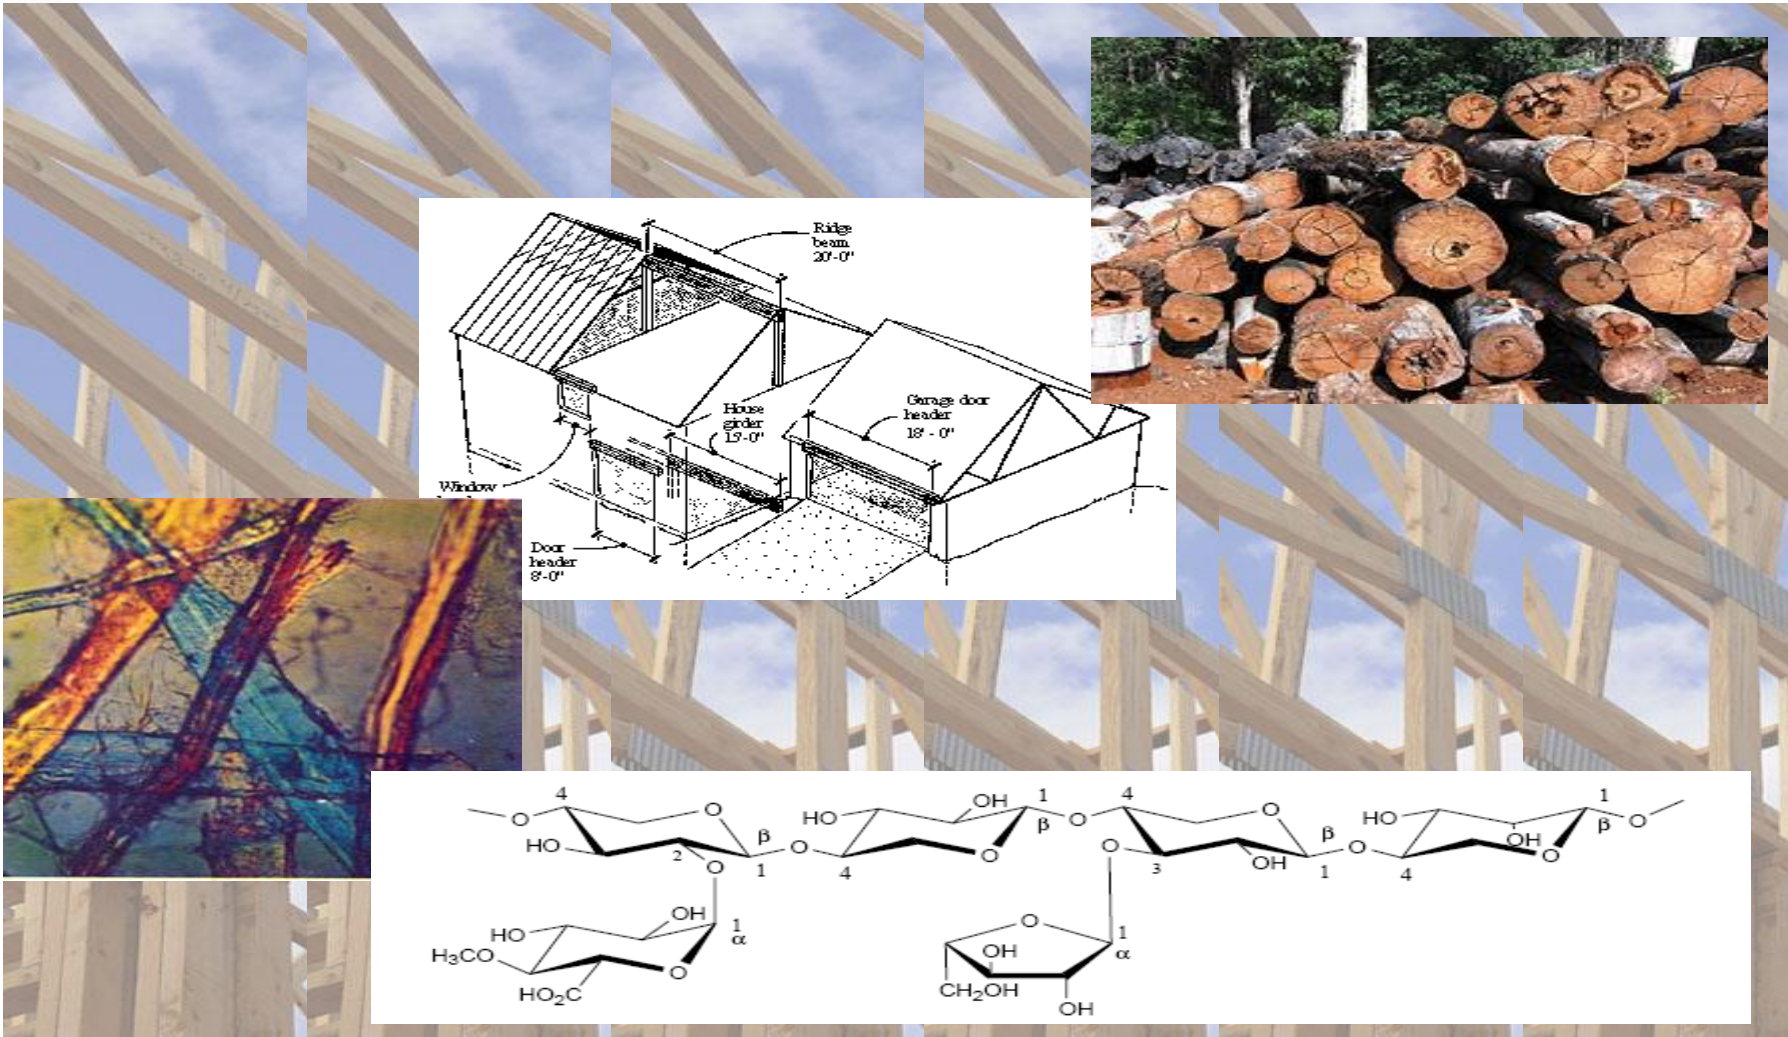 Ridge
beam
20'-0"
House
girder
15'-0"
Garage door
header
18'-0"
Window
Door
header
8'-0"
4
O
HO
2
O
β
1
O
HO
OH
4
O
1
β
O
4
O
3
O
OH
β
1
O
HO
OH
4
O
1
β
O
OH
1
α
HO
H₃CO
O
HO₂C
O
1
α
OH
CH₂OH
OH